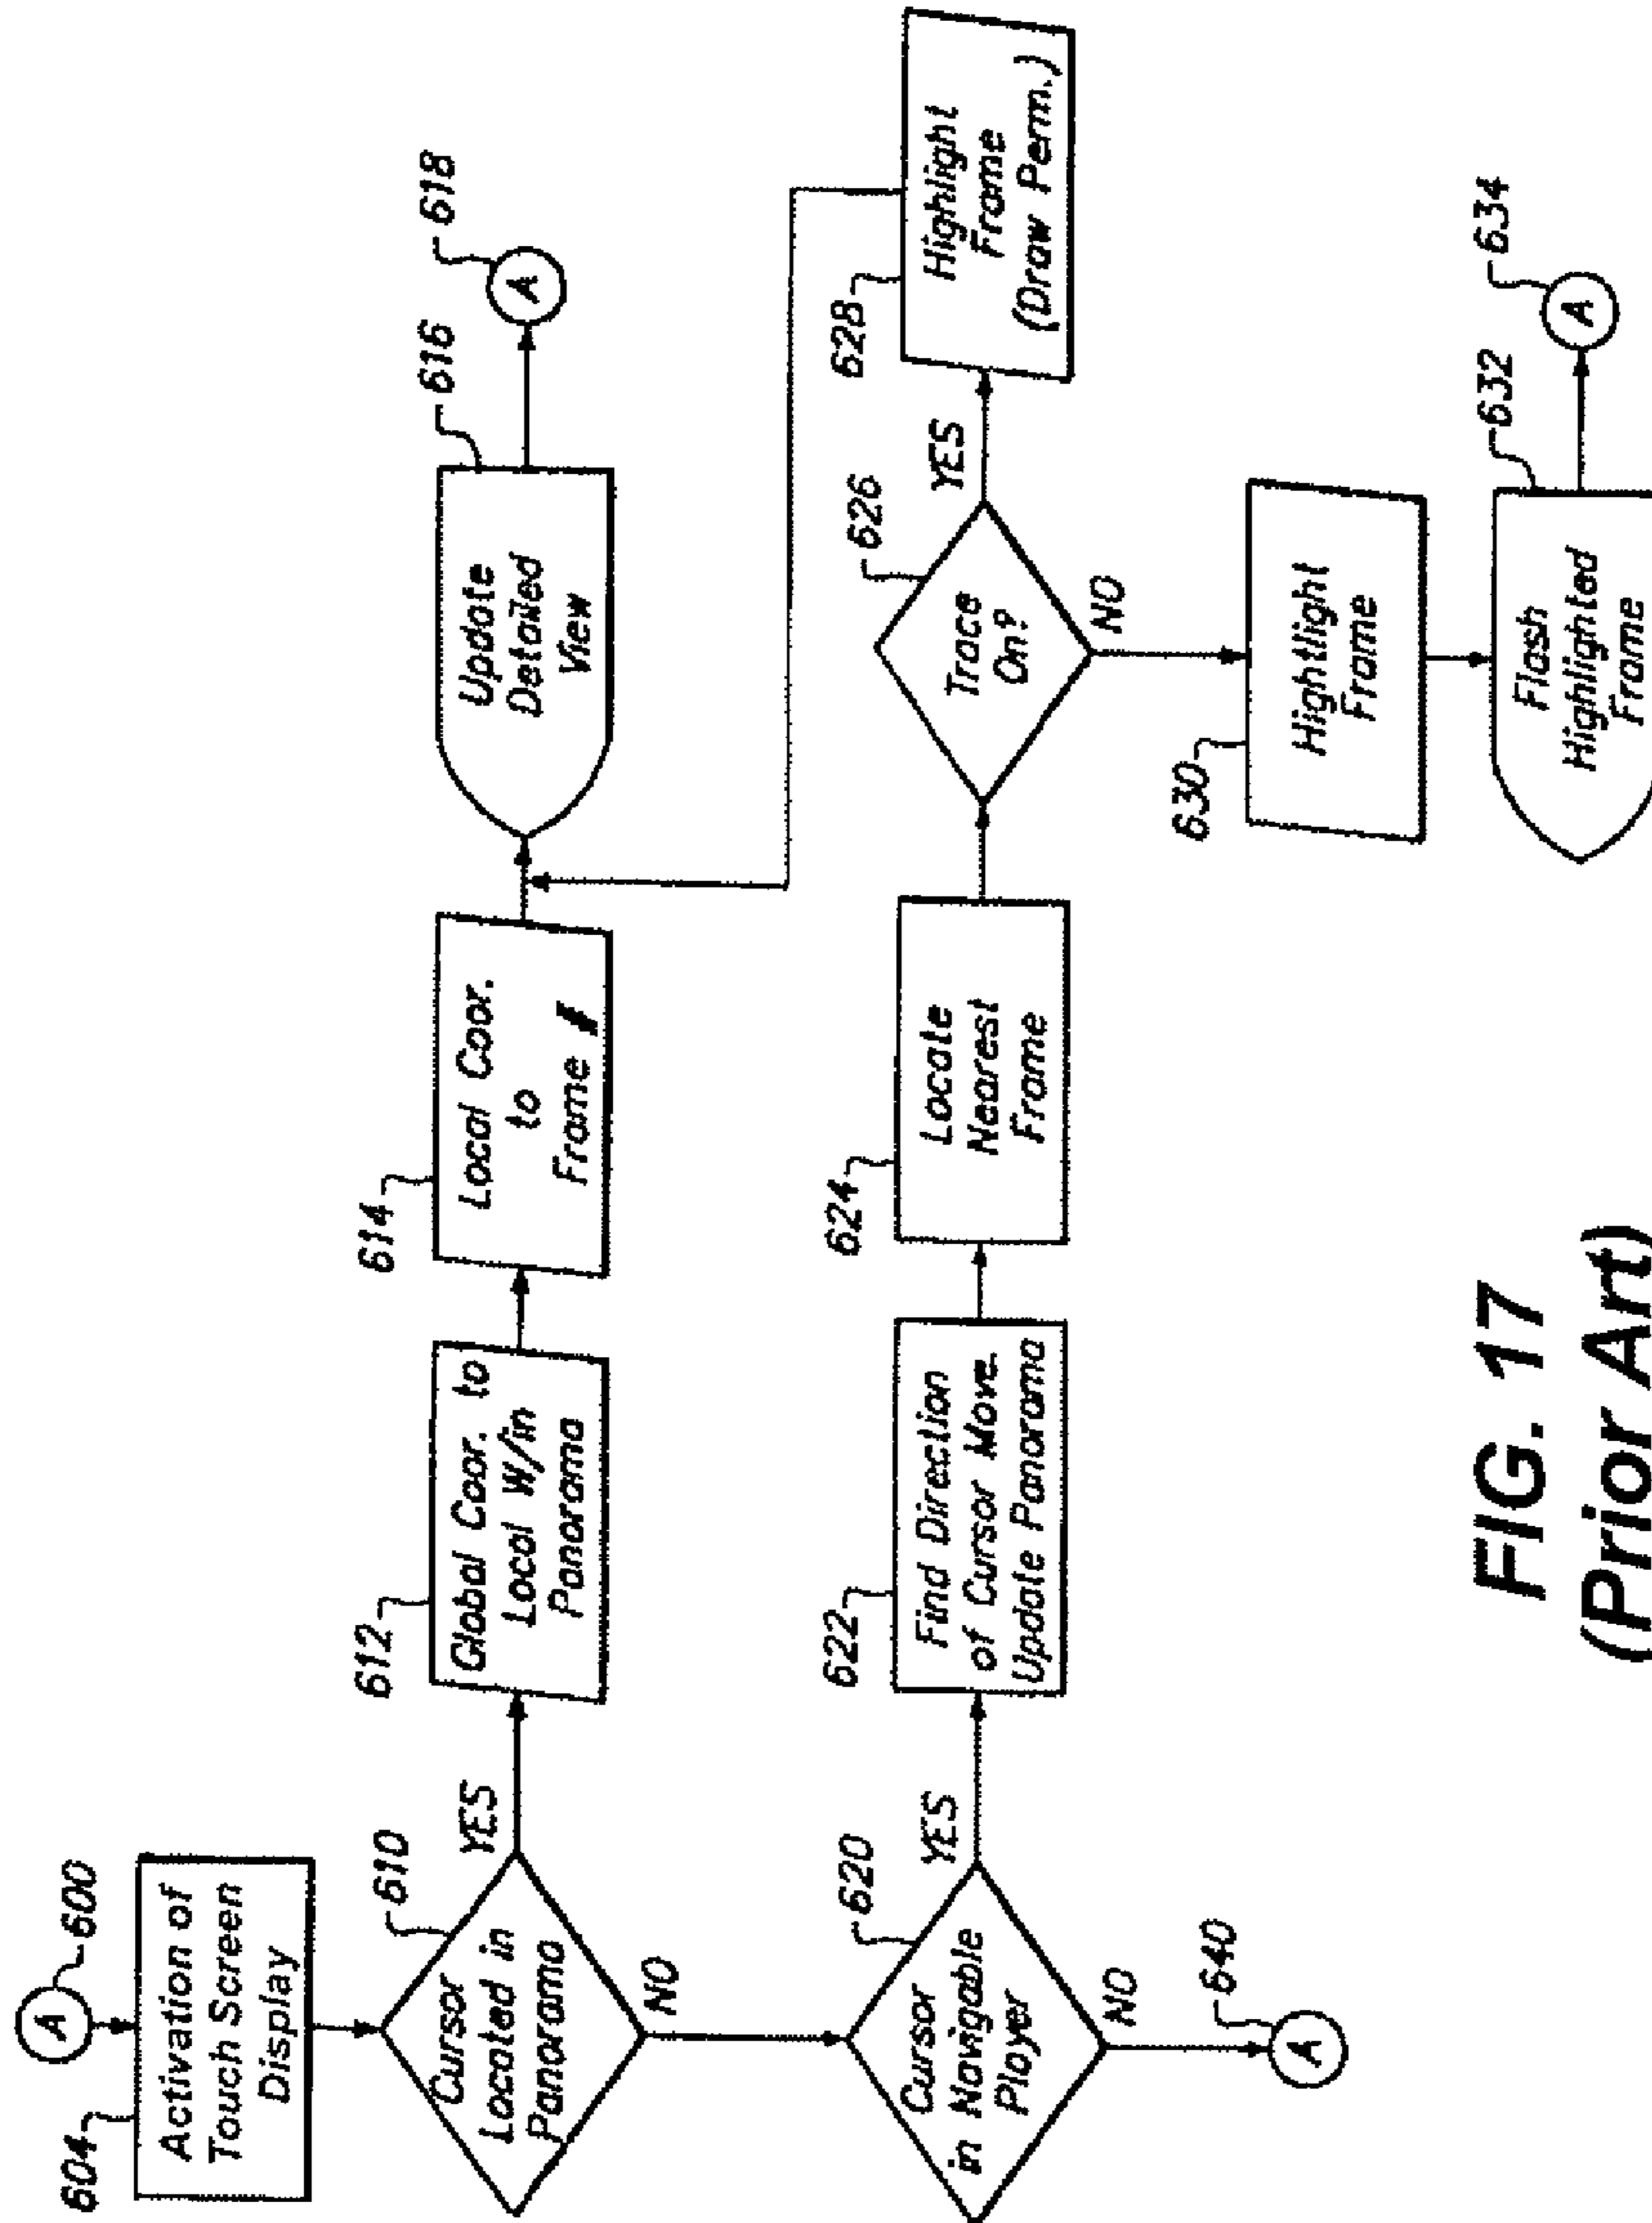 A
600
604
Activation of
Touch Screen
Display
610
Cursor
Located in
Panorama
YES
NO
612
Global Coor. to
Local W/in
Panorama
614
Local Coor.
to
Frame #
616
Update
Detailed
View
618
A
620
Cursor
in Navigable
Player
YES
NO
622
Find Direction
of Cursor Move.
Update Panorama
624
Locate
Nearest
Frame
626
Trace
On?
YES
NO
628
Highlight
Frame
(Draw Perm.)
630
Hightlight
Frame
632
Flash
Highlighted
Frame
634
A
640
A
FIG. 17
(Prior Art)